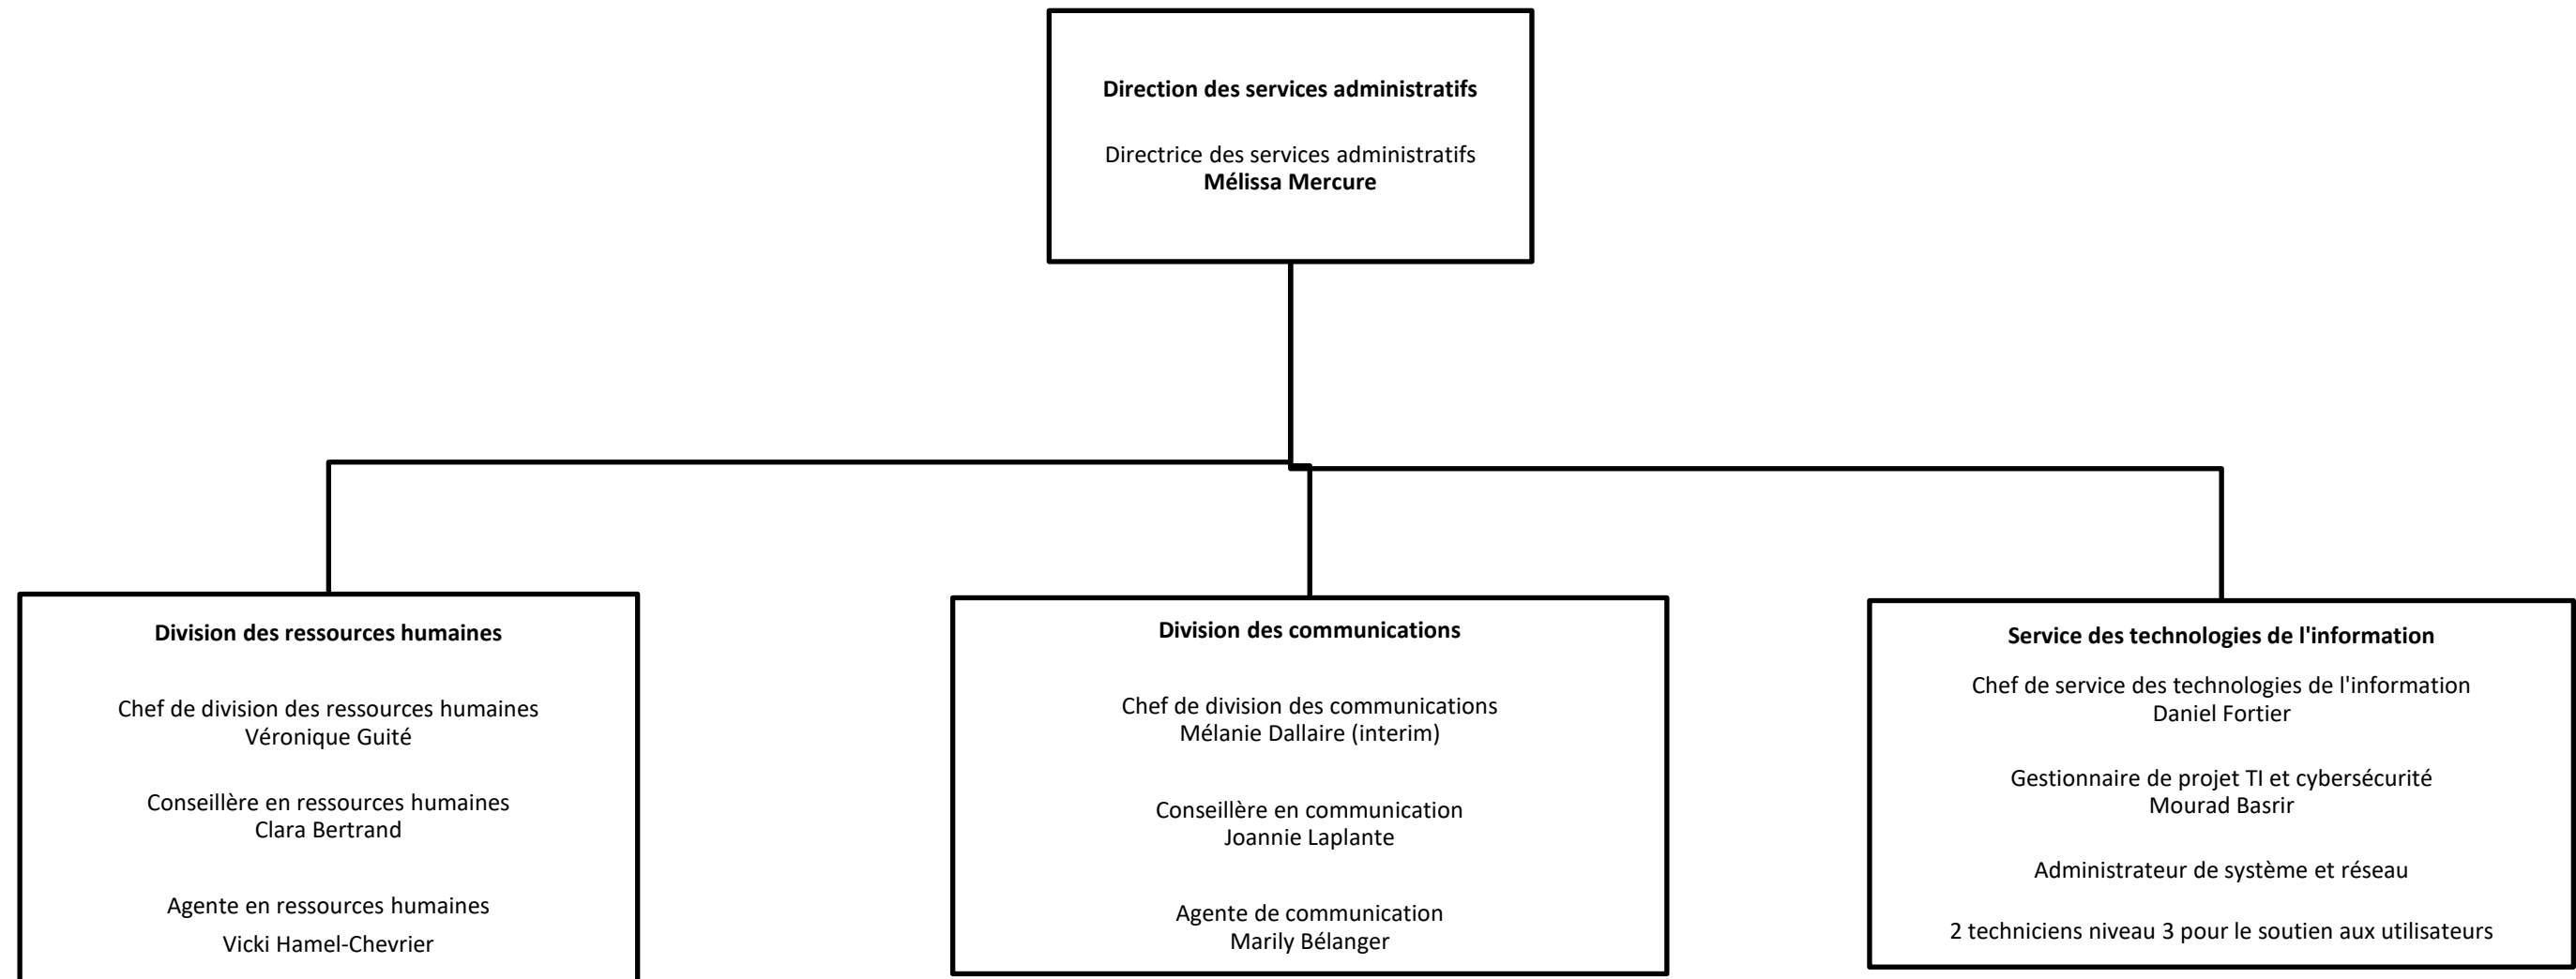 Direction des services administratifs
Directrice des services administratifs
Mélissa Mercure
Division des ressources humaines
Chef de division des ressources humaines
Véronique Guité
Conseillère en ressources humaines
Clara Bertrand
Agente en ressources humaines
Vicki Hamel-Chevrier
Division des communications
Chef de division des communications
Mélanie Dallaire (interim)
Conseillère en communication
Joannie Laplante
Agente de communication
Marily Bélanger
Service des technologies de l'information
Chef de service des technologies de l'information
Daniel Fortier
Gestionnaire de projet TI et cybersécurité
Mourad Basrir
Administrateur de système et réseau
2 techniciens niveau 3 pour le soutien aux utilisateurs